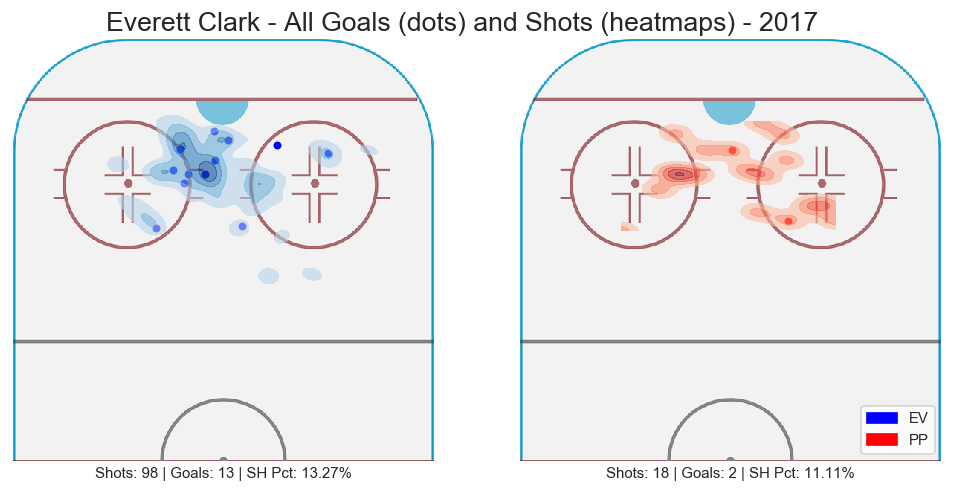 Everett Clark - All Goals (dots) and Shots (heatmaps) - 2017
EV
PP
Shots: 98 | Goals: 13 | SH Pct: 13.27%
Shots: 18 | Goals: 2 | SH Pct: 11.11%